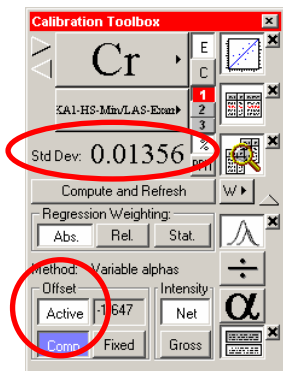 Calibration Toolbox
Cr
E
C
KA1-HS-Min/LAS-Exam
1
2
3
Std Dev: 0.01356
%
PPM
Compute and Refresh
W
Regression Weighting:
Abs. Rel. Stat.
Method: Variable alphas
Offset
Intensity
Active -1.647 Net
Comp Fixed Gross
÷
α